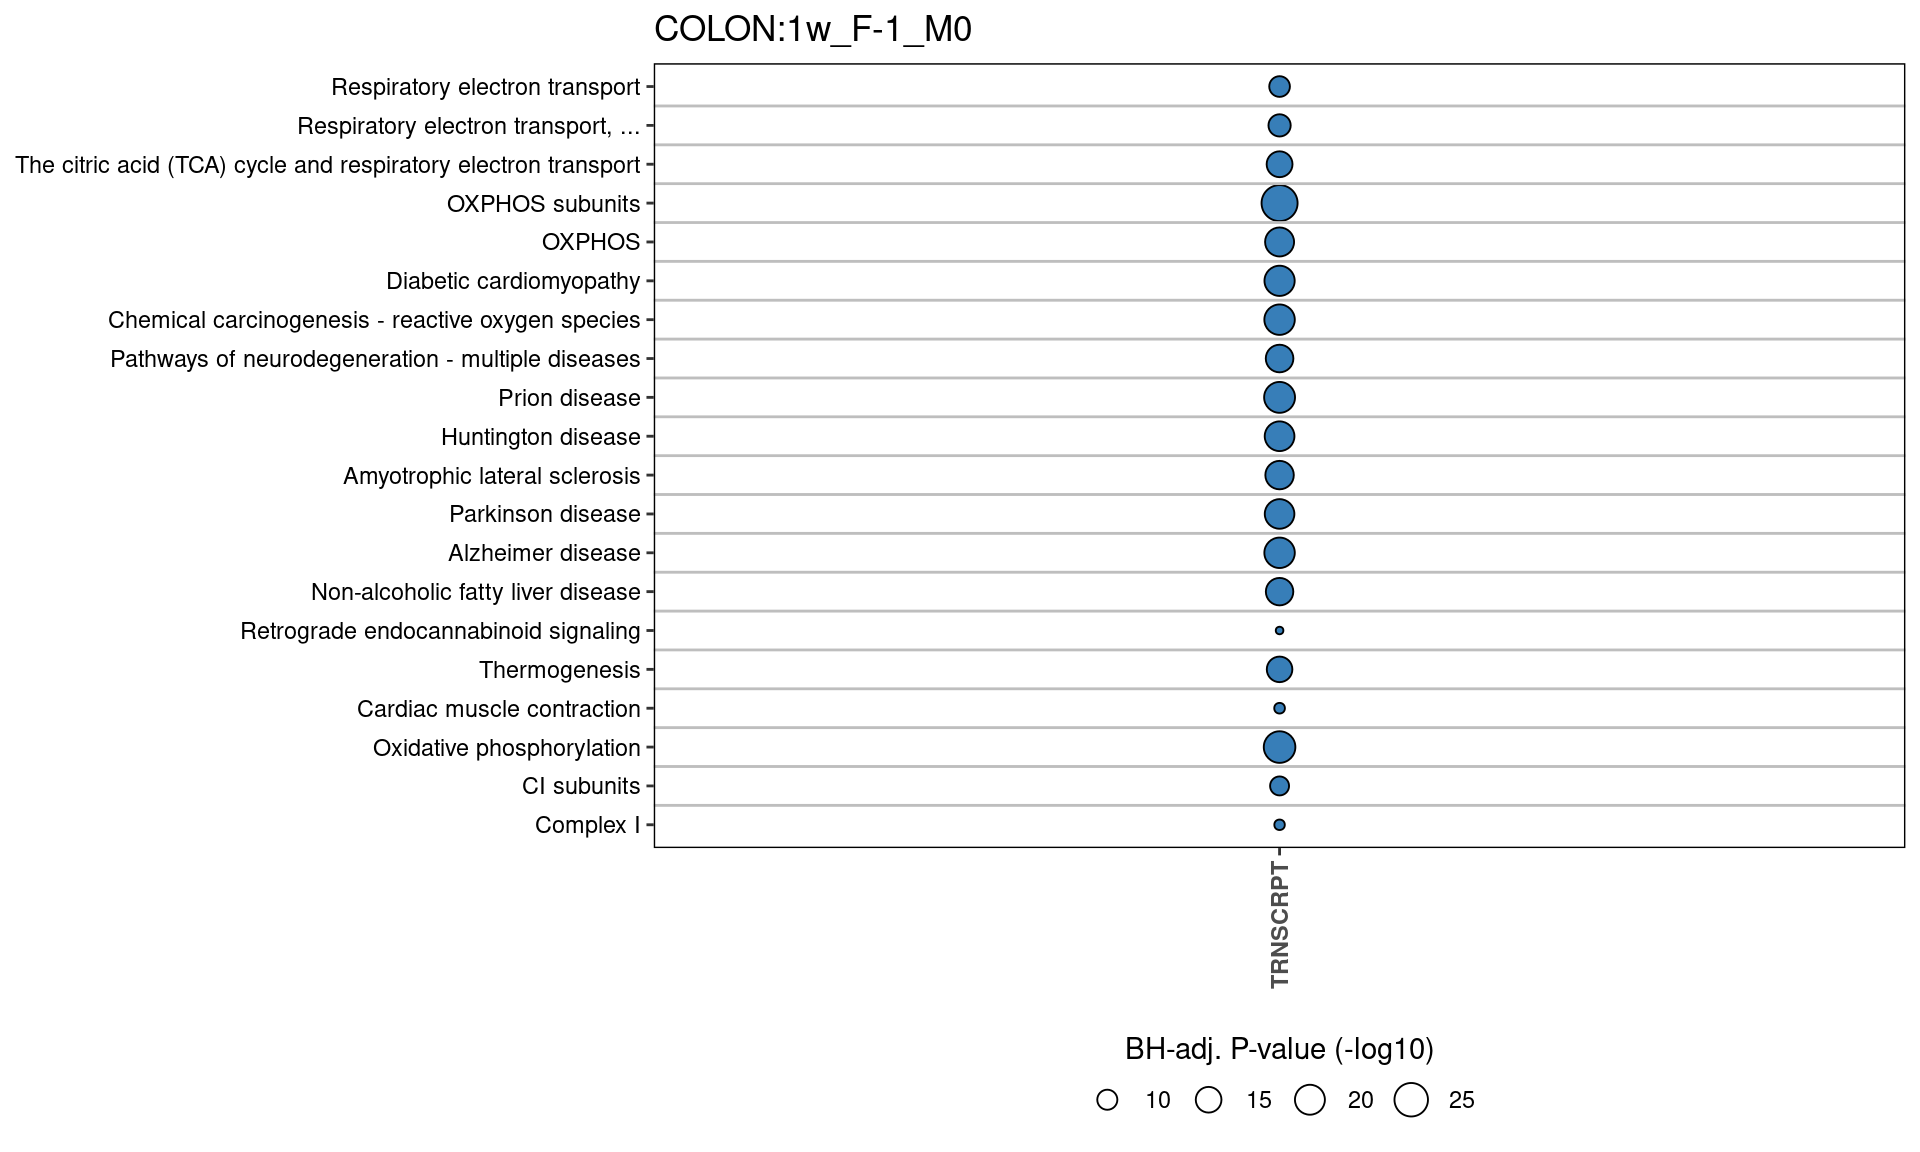 COLON:1w_F-1_M0
Respiratory electron transport
Respiratory electron transport, ...
The citric acid (TCA) cycle and respiratory electron transport
OXPHOS subunits
OXPHOS
Diabetic cardiomyopathy
Chemical carcinogenesis - reactive oxygen species
Pathways of neurodegeneration - multiple diseases
Prion disease
Huntington disease
Amyotrophic lateral sclerosis
Parkinson disease
Alzheimer disease
Non-alcoholic fatty liver disease
Retrograde endocannabinoid signaling
Thermogenesis
Cardiac muscle contraction
Oxidative phosphorylation
CI subunits
Complex I
TRNSCRPT
BH-adj. P-value (-log10)
10 15 20 25